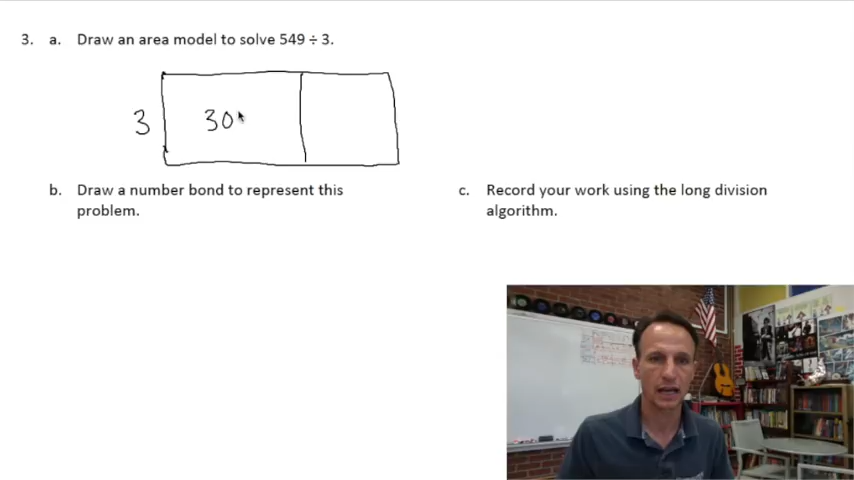 3. a. Draw an area model to solve 549 ÷ 3.
3 30
b. Draw a number bond to represent this
problem.
c. Record your work using the long division
algorithm.